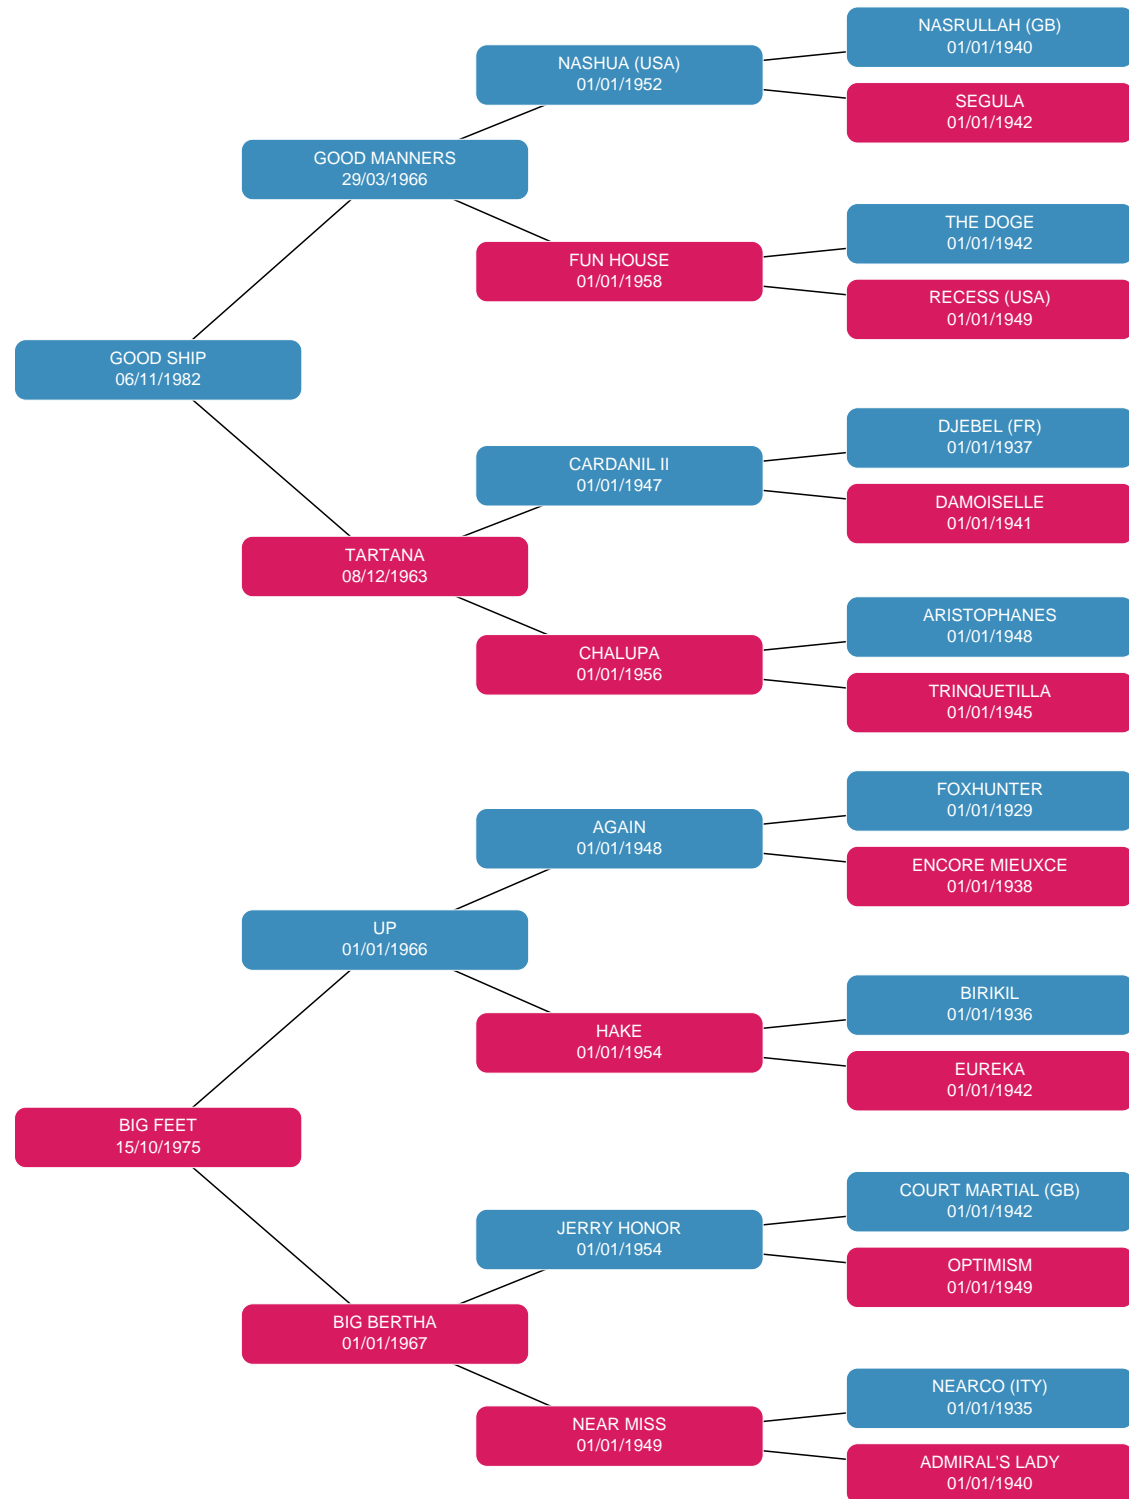 NASRULLAH (GB)
01/01/1940
NASHUA (USA)
01/01/1952
SEGULA
01/01/1942
GOOD MANNERS
29/03/1966
THE DOGE
01/01/1942
FUN HOUSE
01/01/1958
RECESS (USA)
01/01/1949
GOOD SHIP
06/11/1982
DJEBEL (FR)
01/01/1937
CARDANIL II
01/01/1947
DAMOISELLE
01/01/1941
TARTANA
08/12/1963
ARISTOPHANES
01/01/1948
CHALUPA
01/01/1956
TRINQUETILLA
01/01/1945
FOXHUNTER
01/01/1929
AGAIN
01/01/1948
ENCORE MIEUXCE
01/01/1938
UP
01/01/1966
BIRIKIL
01/01/1936
HAKE
01/01/1954
EUREKA
01/01/1942
BIG FEET
15/10/1975
COURT MARTIAL (GB)
01/01/1942
JERRY HONOR
01/01/1954
OPTIMISM
01/01/1949
BIG BERTHA
01/01/1967
NEARCO (ITY)
01/01/1935
NEAR MISS
01/01/1949
ADMIRAL'S LADY
01/01/1940